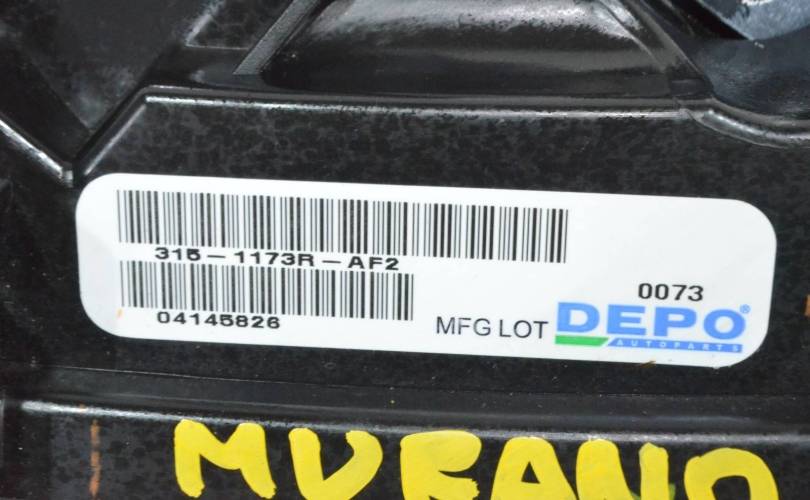 315-1173R-AF2
04145826
0073
MFG LOT DEPO®
AUTOPARTS
MURANO